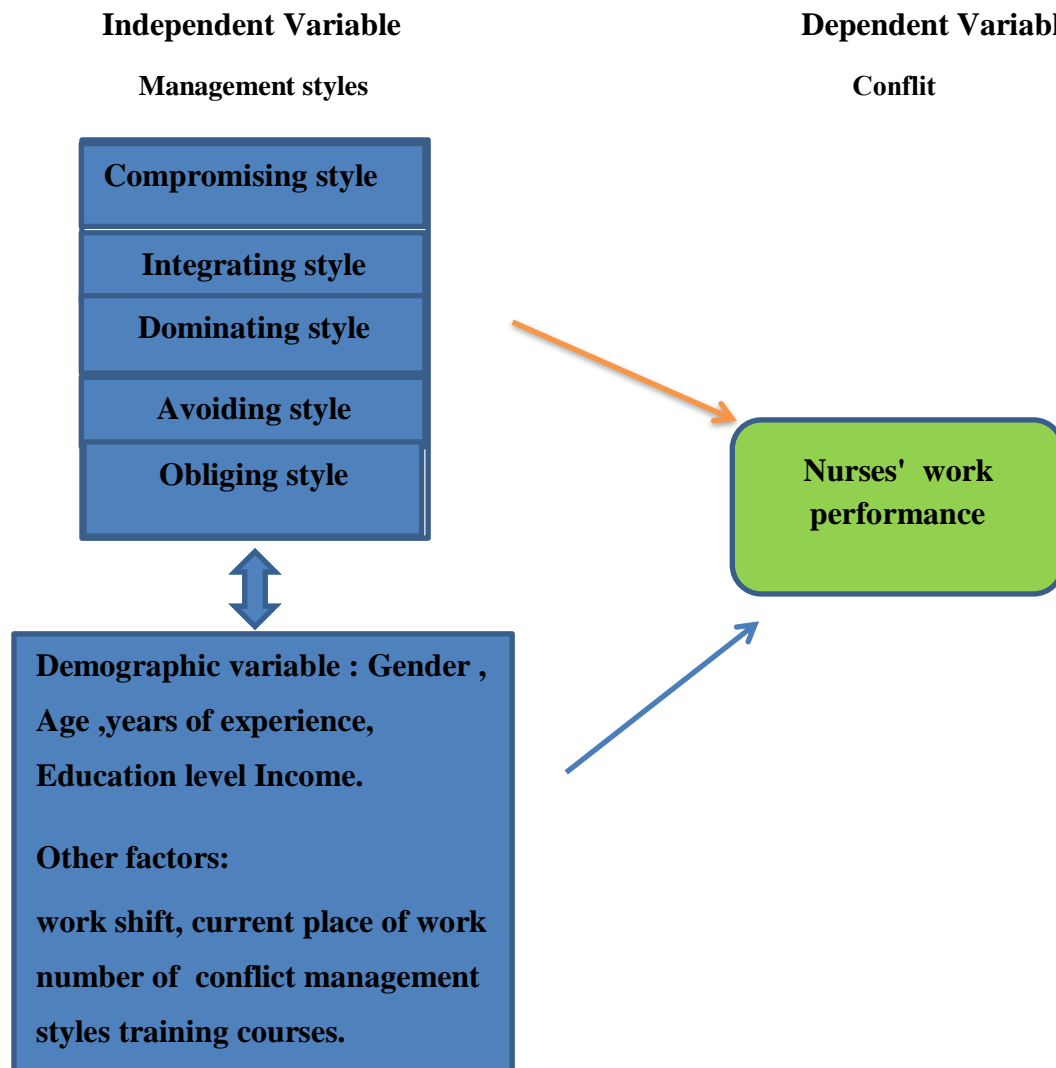 Independent Variable
Dependent Variabl
Management styles
Conflit
Compromising style
Integrating style
Dominating style
Avoiding style
Obliging style
Nurses' work
performance
Demographic variable : Gender ,
Age ,years of experience,
Education level Income.
Other factors:
work shift, current place of work
number of conflict management
styles training courses.